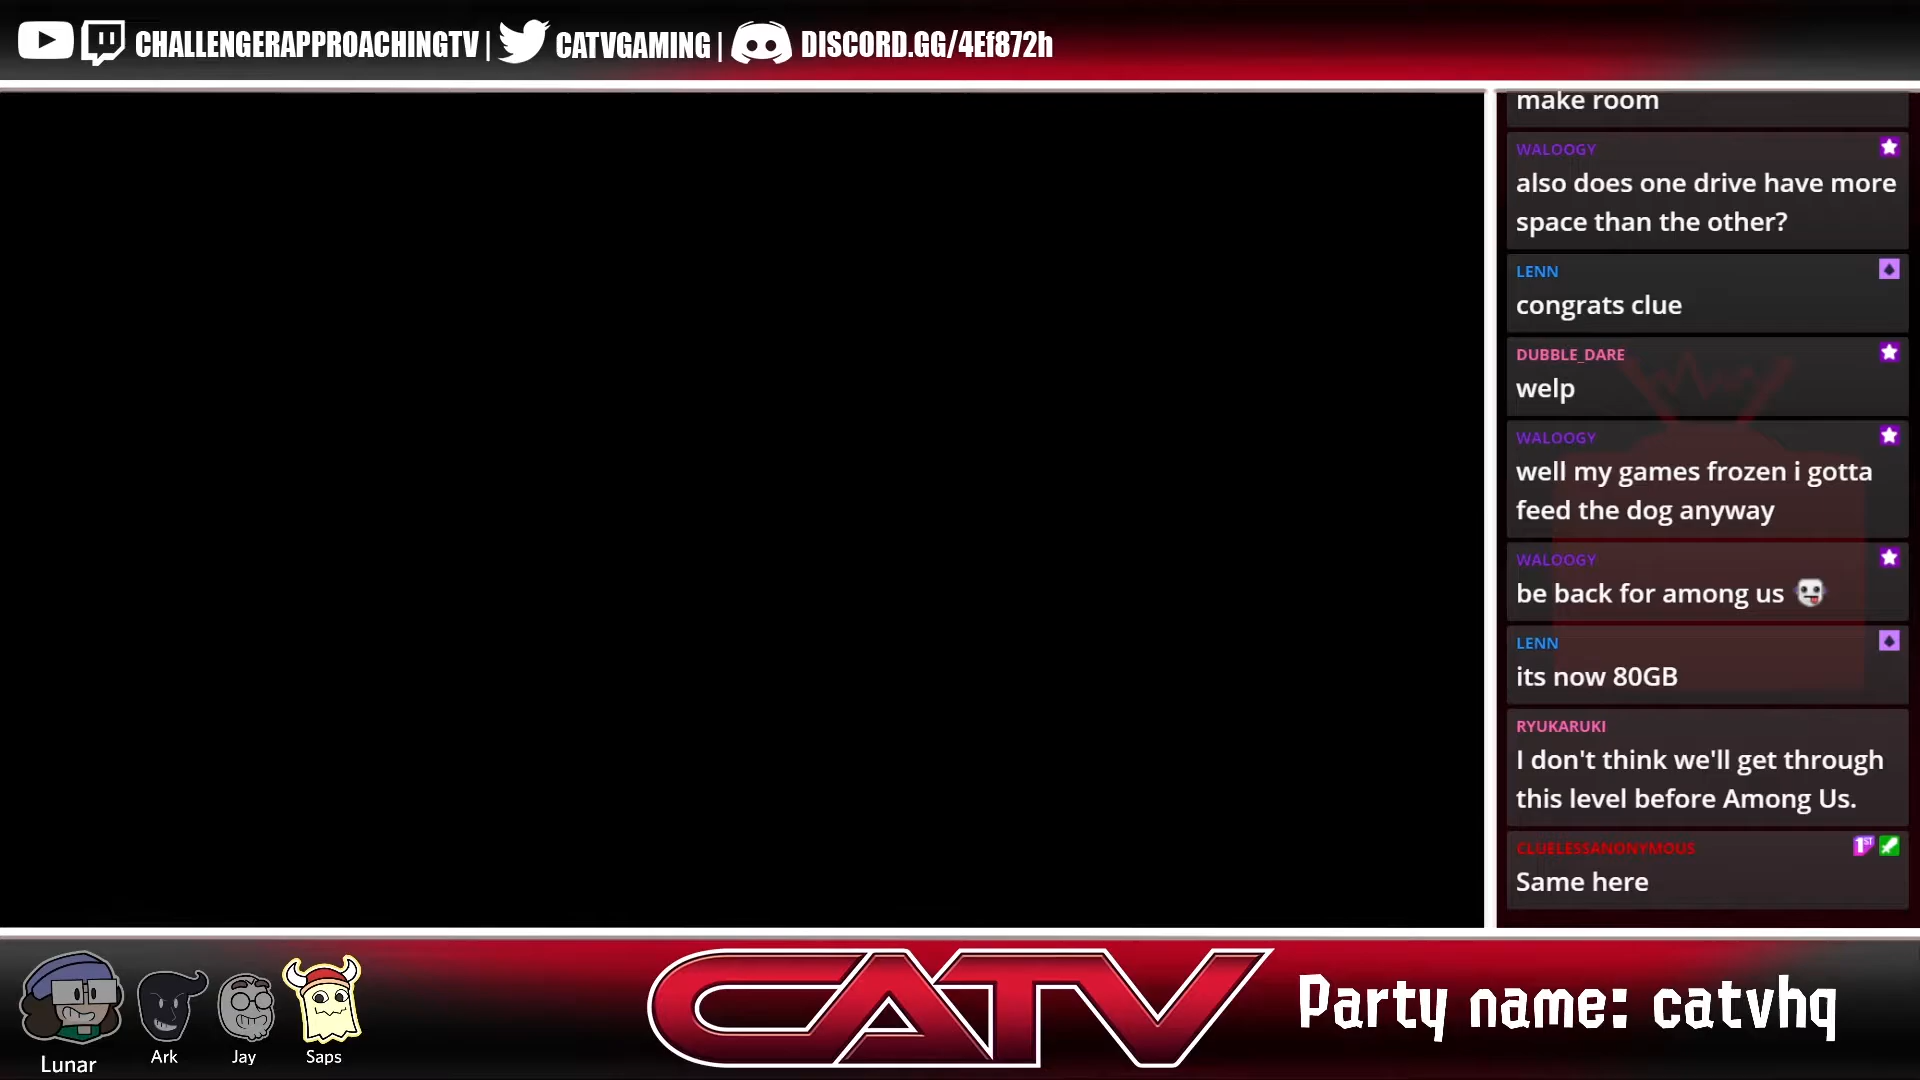 CHALLENGERAPPROACHINGTV | CATVGAMING | DISCORD.GG/4Ef872h
make room
WALOOGY
also does one drive have more
space than the other?
LENN
congrats clue
DUBBLE_DARE
welp
WALOOGY
well my games frozen i gotta
feed the dog anyway
WALOOGY
be back for among us
LENN
its now 80GB
RYUKARUKI
I don't think we'll get through
this level before Among Us.
CLUELESSANONYMOUS
1ST
Same here
Lunar
Ark
Jay
Saps
CATV
Party name: catvhq